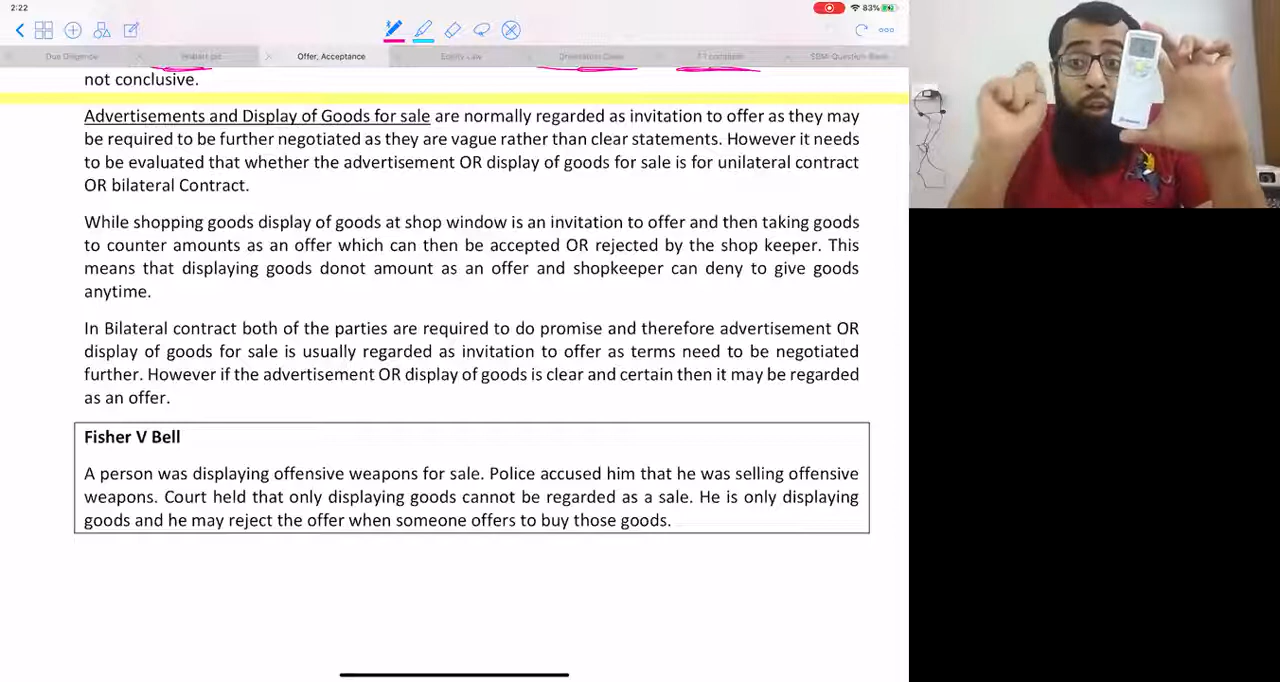 2:22
83%
Due Diligence
Offer, Acceptance
Equity Law
SBM-Question-Bank
not conclusive.
Advertisements and Display of Goods for sale are normally regarded as invitation to offer as they may
be required to be further negotiated as they are vague rather than clear statements. However it needs
to be evaluated that whether the advertisement OR display of goods for sale is for unilateral contract
OR bilateral Contract.
While shopping goods display of goods at shop window is an invitation to offer and then taking goods
to counter amounts as an offer which can then be accepted OR rejected by the shop keeper. This
means that displaying goods donot amount as an offer and shopkeeper can deny to give goods
anytime.
In Bilateral contract both of the parties are required to do promise and therefore advertisement OR
display of goods for sale is usually regarded as invitation to offer as terms need to be negotiated
further. However if the advertisement OR display of goods is clear and certain then it may be regarded
as an offer.
Fisher V Bell
A person was displaying offensive weapons for sale. Police accused him that he was selling offensive
weapons. Court held that only displaying goods cannot be regarded as a sale. He is only displaying
goods and he may reject the offer when someone offers to buy those goods.